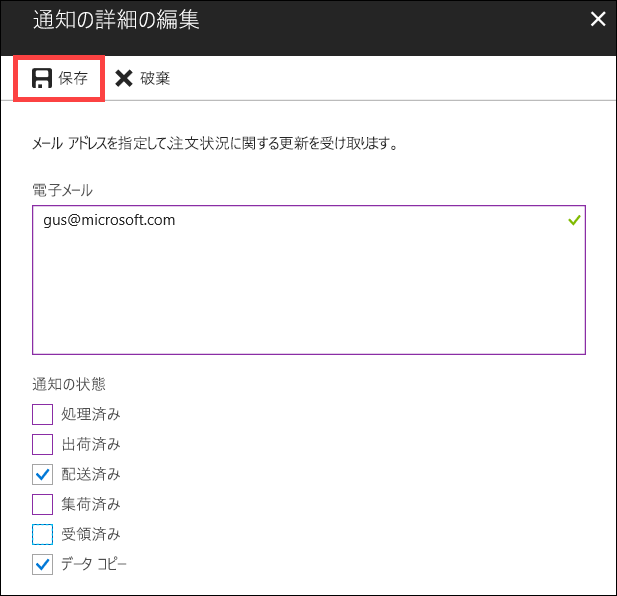 通知の詳細の編集
保存 破棄
メール アドレスを指定して、注文状況に関する更新を受け取ります。
電子メール
gus@microsoft.com
通知の状態
処理済み
出荷済み
配送済み
集荷済み
受領済み
データ コピー